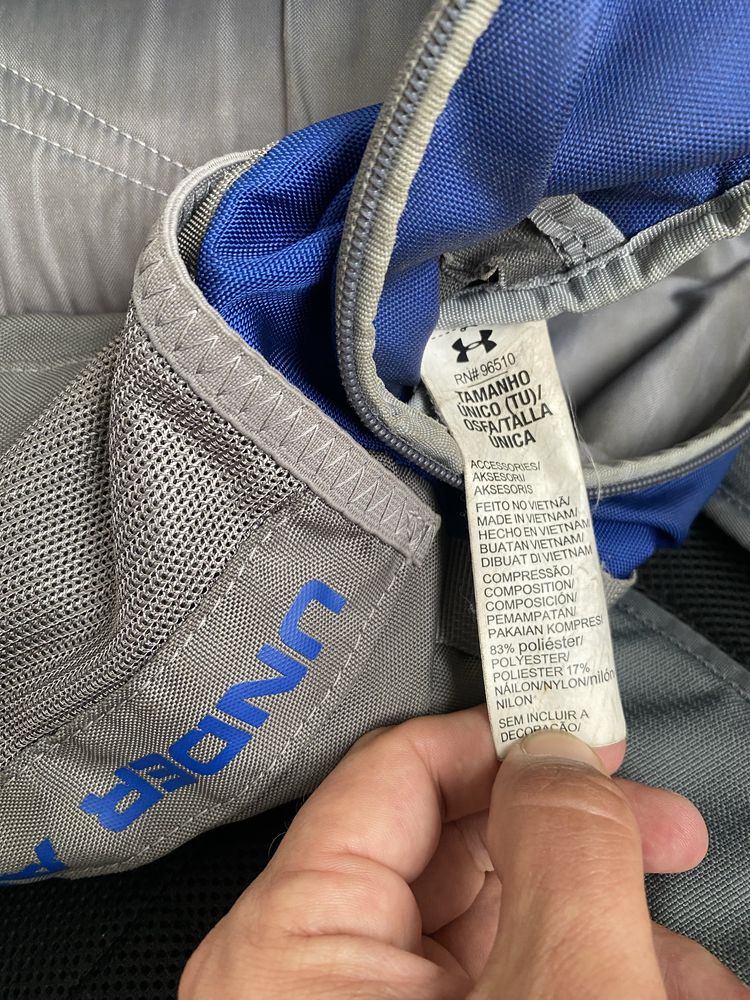 RN# 96510
TAMANHO
ÚNICO (TU)/
OSFA/TALLA
ÚNICA
ACCESSORIES/
AKSESORI/
AKSESORIS
FEITO NO VIETNÃ/
MADE IN VIETNAM/
HECHO EN VIETNAM/
BUATAN VIETNAM/
DIBUAT DI VIETNAM
COMPRESSÃO/
COMPOSITION/
COMPOSICIÓN/
PEMAMPATAN/
PAKAIAN KOMPRESI
83% poliéster/
POLYESTER/
POLIESTER 17%
NÁILON/NYLON/nilón/
NILON
SEM INCLUIR A
DECORAÇÃO/
UNDER